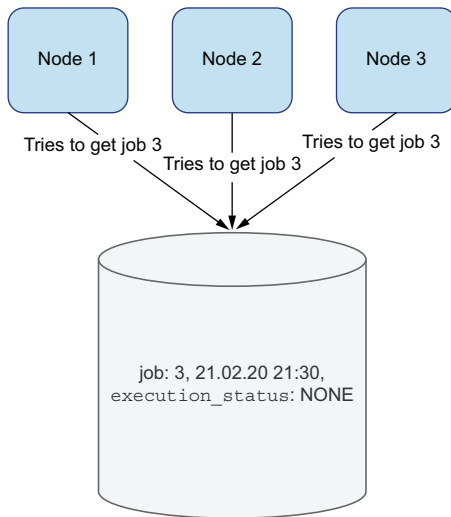 Node 1
Node 2
Node 3
Tries to get job 3
Tries to get job 3
Tries to get job 3
job: 3, 21.02.20 21:30,
execution_status: NONE